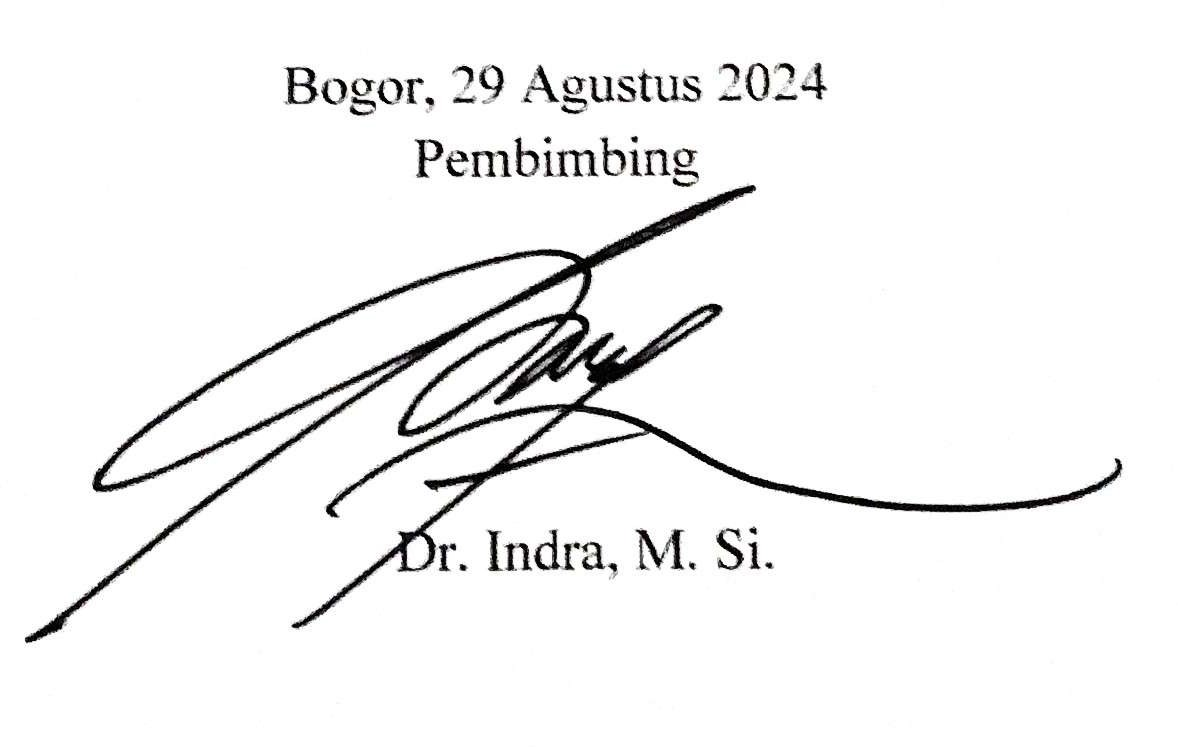 Bogor, 29 Agustus 2024
Pembimbing
Dr. Indra, M. Si.